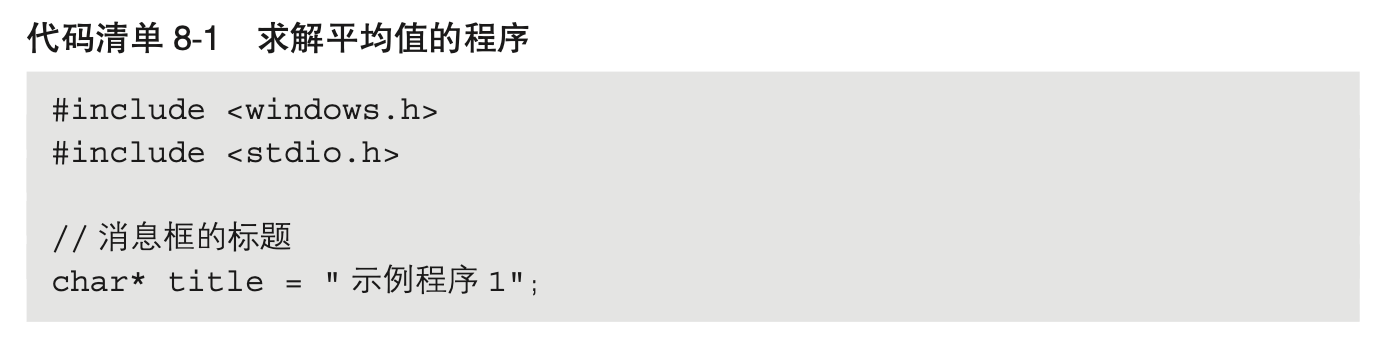 代码清单 8-1　求解平均值的程序
#include <windows.h>
#include <stdio.h>
// 消息框的标题
char* title = " 示例程序 1";